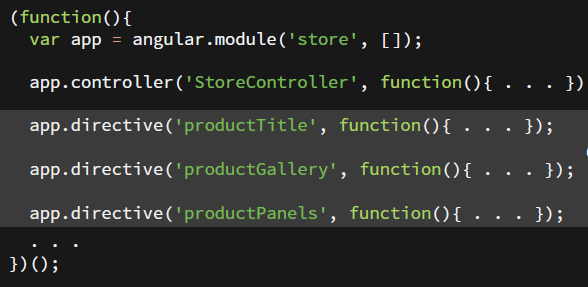 (function(){
var app = angular.module('store', []);
app.controller('StoreController', function(){ . . . })
app.directive('productTitle', function(){ . . . });
app.directive('productGallery', function(){ . . . });
app.directive('productPanels', function(){ . . . });
. . .
})();